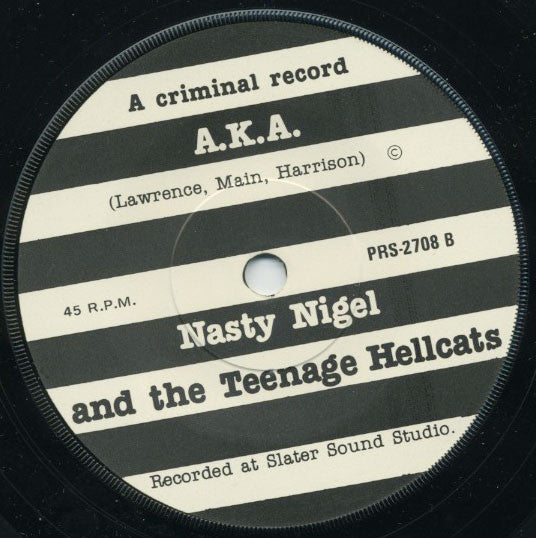 A criminal record
A.K.A.
(Lawrence, Main, Harrison) ©
PRS-2708 B
45 R.P.M.
Nasty Nigel
and the Teenage Hellcats
Recorded at Slater Sound Studio.